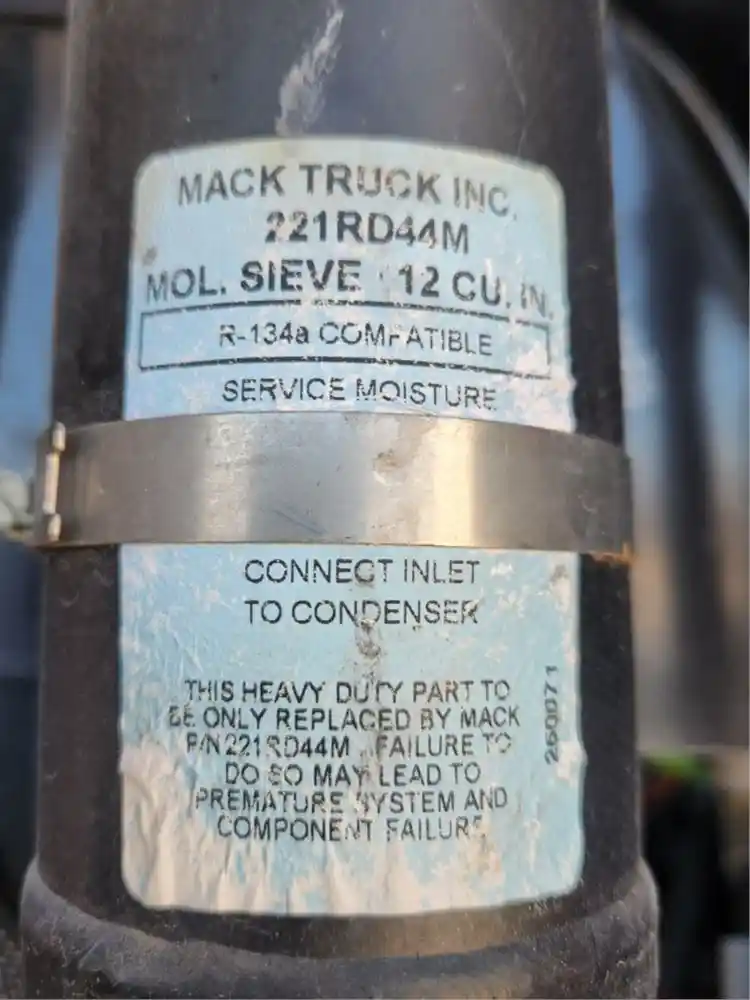 MACK TRUCK INC.
221RD44M
MOL. SIEVE 12 CU. IN.
R-134a COMPATIBLE
SERVICE MOISTURE
CONNECT INLET
TO CONDENSER
THIS HEAVY DUTY PART TO
BE ONLY REPLACED BY MACK
P/N 221RD44M. FAILURE TO
DO SO MAY LEAD TO
PREMATURE SYSTEM AND
COMPONENT FAILURE
260071